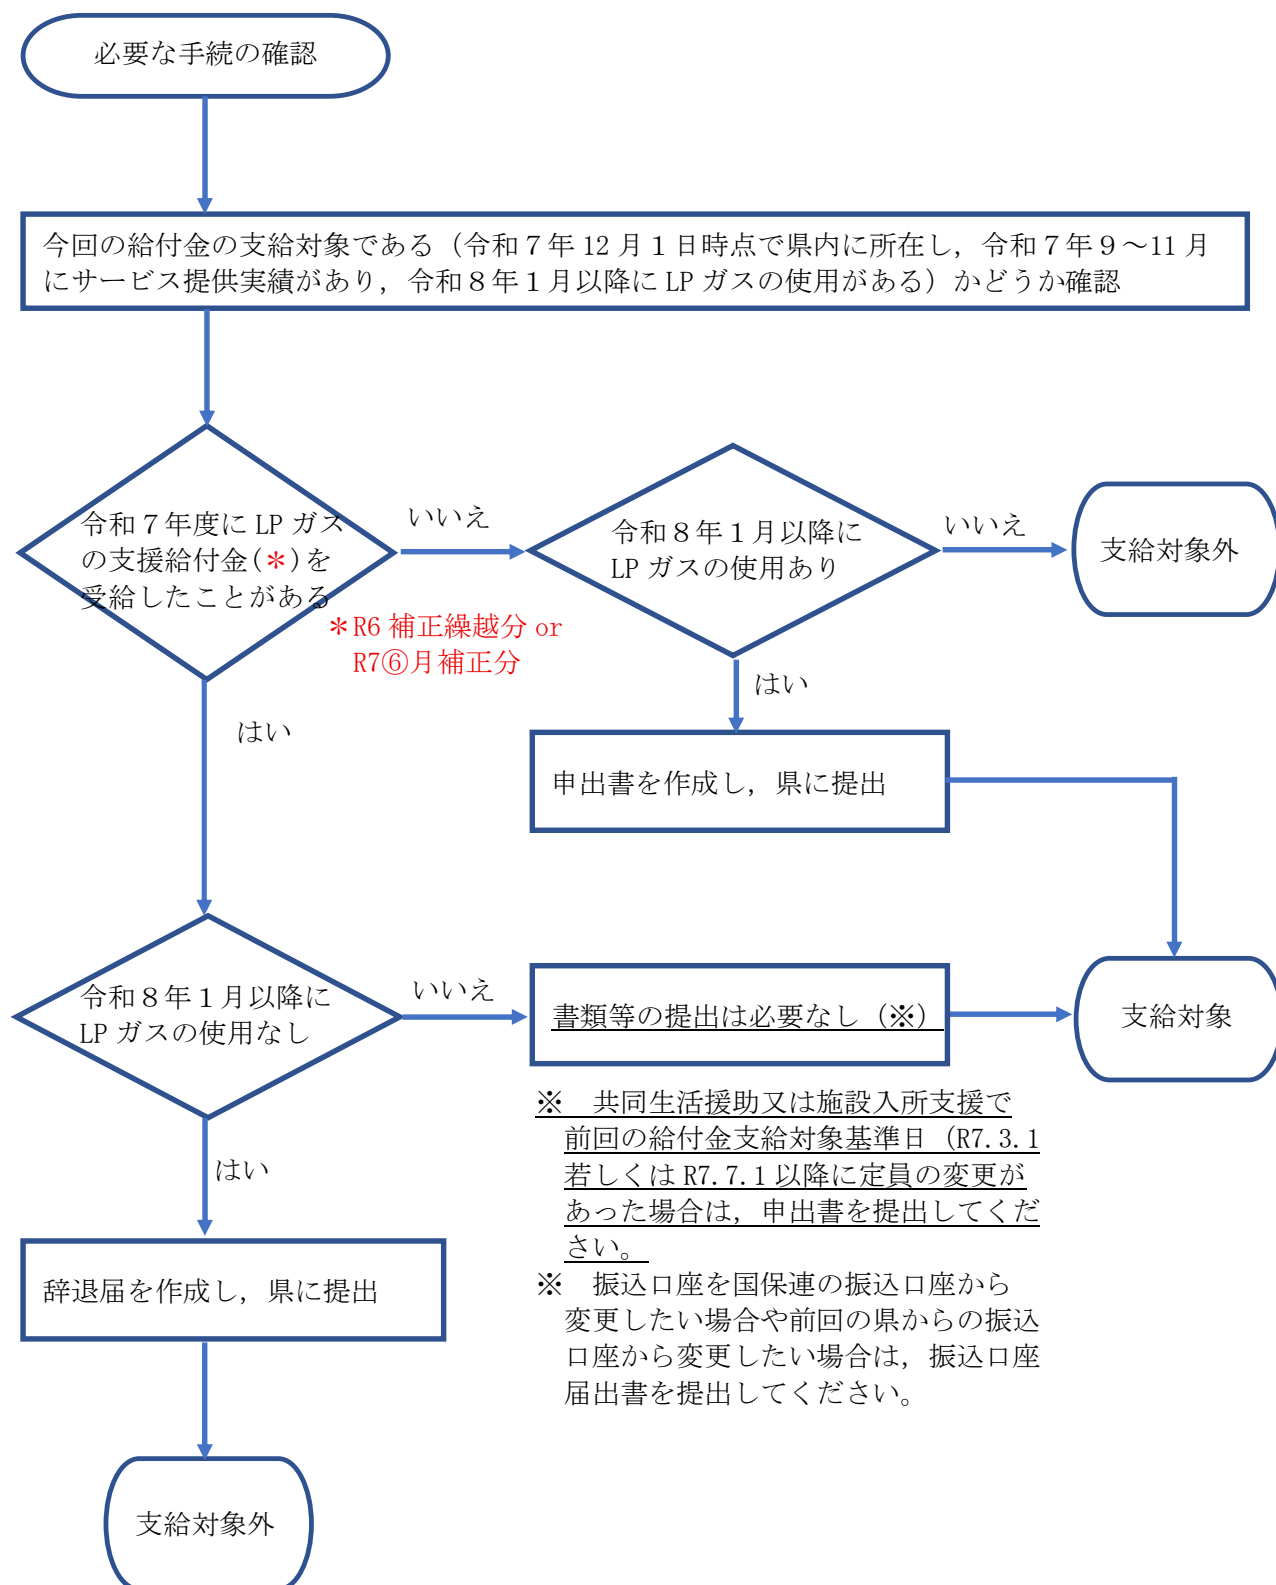 必要な手続の確認
今回の給付金の支給対象である（令和７年12月１日時点で県内に所在し，令和７年９～11月
にサービス提供実績があり，令和８年１月以降にLPガスの使用がある）かどうか確認
令和７年度にLPガス
の支援給付金(＊)を
受給したことがある
いいえ
＊R6補正繰越分or
R7⑥月補正分
令和８年１月以降に
LPガスの使用あり
いいえ
支給対象外
はい
はい
申出書を作成し，県に提出
令和８年１月以降に
LPガスの使用なし
いいえ
書類等の提出は必要なし（※）
支給対象
※　共同生活援助又は施設入所支援で
前回の給付金支給対象基準日（R7.3.1
若しくはR7.7.1以降に定員の変更が
あった場合は，申出書を提出してくだ
さい。
※　振込口座を国保連の振込口座から
変更したい場合や前回の県からの振込
口座から変更したい場合は，振込口座
届出書を提出してください。
はい
辞退届を作成し，県に提出
支給対象外